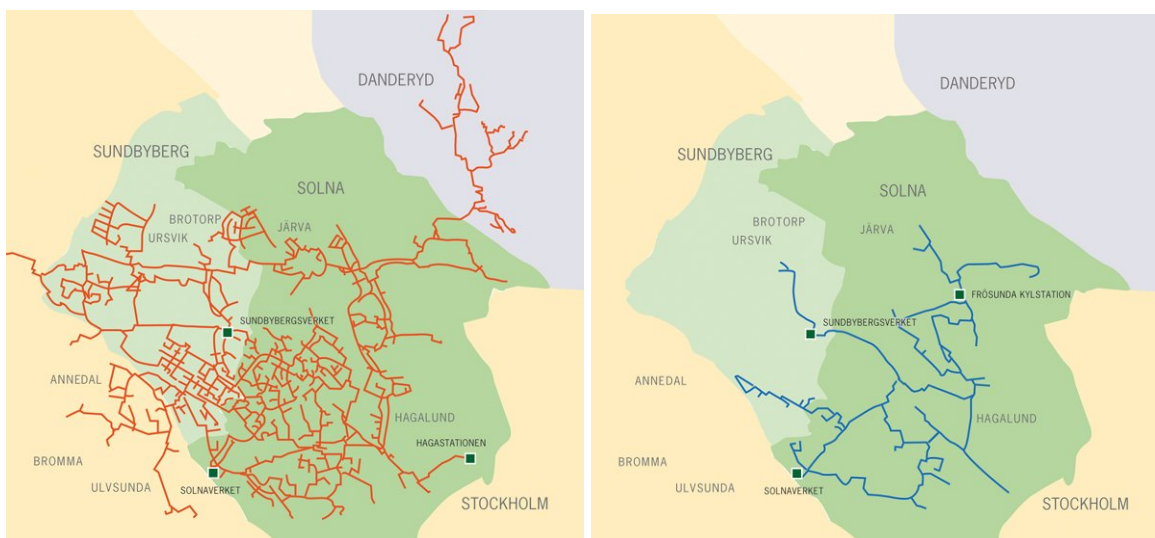 DANDERYD
SUNDBYBERG
SOLNA
BROTORP
URSVIK
JÄRVA
SUNDBYBERGSVERKET
ANNEDAL
HAGALUND
HAGASTATIONEN
BROMMA
ULVSUNDA
SOLNAVERKET
STOCKHOLM
DANDERYD
SUNDBYBERG
SOLNA
BROTORP
URSVIK
JÄRVA
FRÖSUNDA KYLSTATION
SUNDBYBERGSVERKET
ANNEDAL
HAGALUND
BROMMA
ULVSUNDA
SOLNAVERKET
STOCKHOLM